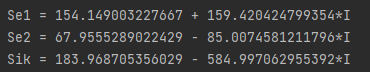 Se1 = 154.149003227667 + 159.420424799354*I
Se2 = 67.9555289022429 - 85.0074581211796*I
Sik = 183.968705356029 - 584.997062955392*I